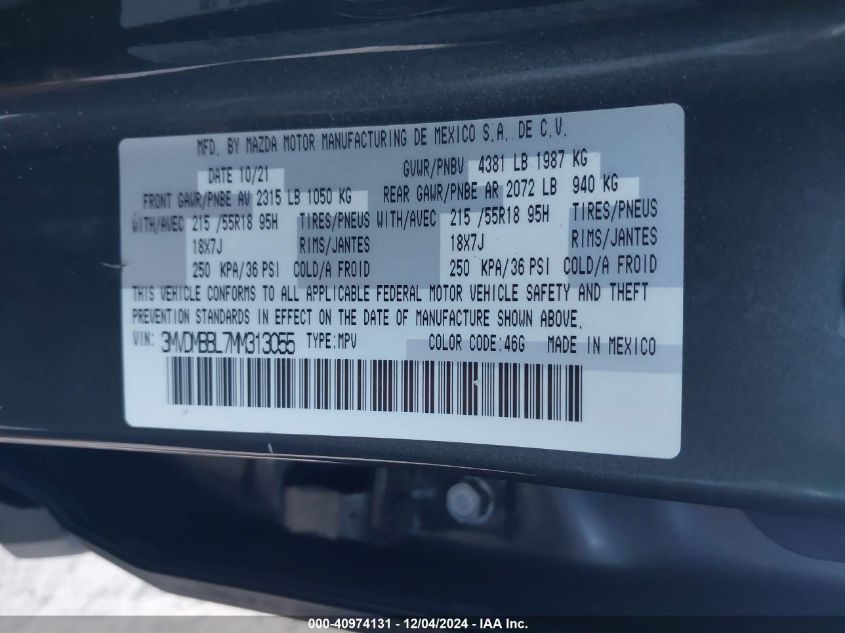 MFD. BY MAZDA MOTOR MANUFACTURING DE MEXICO S.A. DE C.V.
DATE 10/21 GVWR/PNBV 4381 LB 1987 KG
FRONT GAWR/PNBE AV 2315 LB 1050 KG REAR GAWR/PNBE AR 2072 LB 940 KG
WITH/AVEC 215 /55R18 95H TIRES/PNEUS WITH/AVEC 215 /55R18 95H TIRES/PNEUS
18X7J RIMS/JANTES 18X7J RIMS/JANTES
250 KPA/36 PSI COLD/A FROID 250 KPA/36 PSI COLD/A FROID
THIS VEHICLE CONFORMS TO ALL APPLICABLE FEDERAL MOTOR VEHICLE SAFETY AND THEFT
PREVENTION STANDARDS IN EFFECT ON THE DATE OF MANUFACTURE SHOWN ABOVE.
VIN: 3MVDMBBL7MM313055 TYPE: MPV COLOR CODE: 46G MADE IN MEXICO
000-40974131 - 12/04/2024 - IAA Inc.